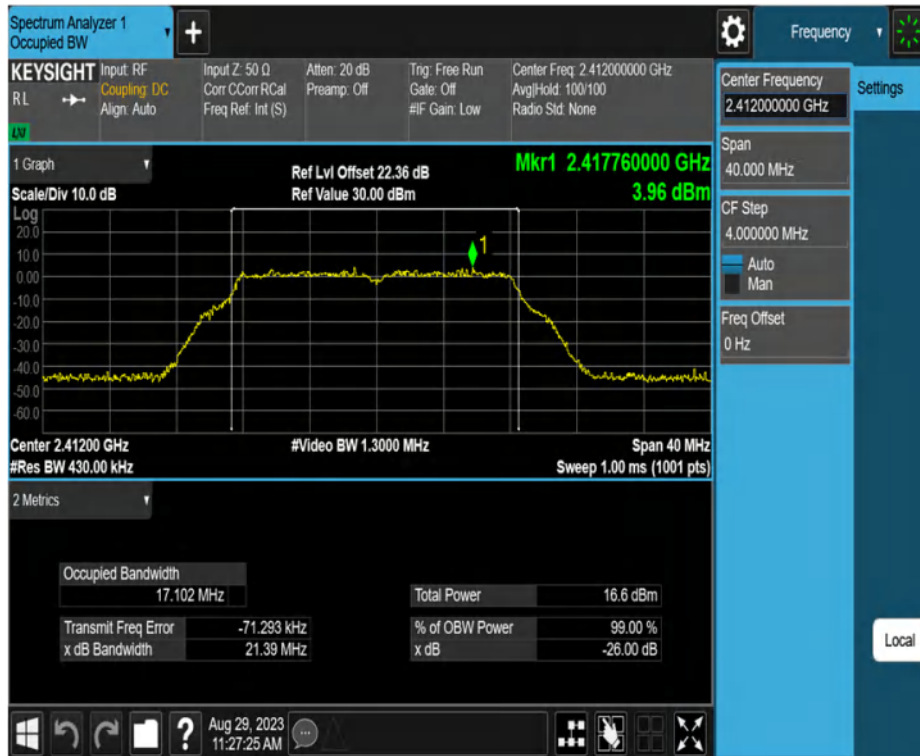 Spectrum Analyzer 1
Occupied BW
Frequency
KEYSIGHT
RL
LXI
Input: RF
Coupling: DC
Align: Auto
Input Z: 50 Ω
Corr CCorr RCal
Freq Ref: Int (S)
Atten: 20 dB
Preamp: Off
Trig: Free Run
Gate: Off
#IF Gain: Low
Center Freq: 2.412000000 GHz
Avg|Hold: 100/100
Radio Std: None
Center Frequency
2.412000000 GHz
Settings
Span
40.000 MHz
CF Step
4.000000 MHz
Auto
Man
Freq Offset
0 Hz
1 Graph
Scale/Div 10.0 dB
Ref Lvl Offset 22.36 dB
Ref Value 30.00 dBm
Mkr1 2.417760000 GHz
3.96 dBm
Log
20.0
10.0
0.00
-10.0
-20.0
-30.0
-40.0
-50.0
-60.0
1
Center 2.41200 GHz
#Video BW 1.3000 MHz
Span 40 MHz
#Res BW 430.00 kHz
Sweep 1.00 ms (1001 pts)
2 Metrics
Occupied Bandwidth
17.102 MHz
Total Power 16.6 dBm
Transmit Freq Error -71.293 kHz
% of OBW Power 99.00 %
x dB Bandwidth 21.39 MHz
x dB -26.00 dB
Local
?
Aug 29, 2023
11:27:25 AM